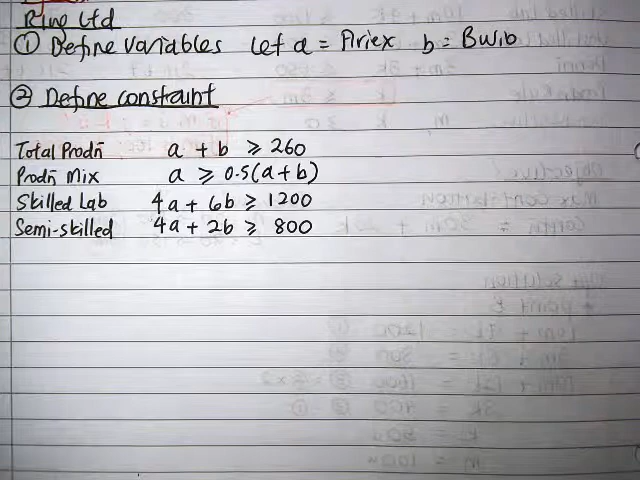 Ltd
① Define variables Let a = Ariex b = Bwib
② Define constraint
Total Prodn̄ a + b ≥ 260
Prodn̄ Mix a ≥ 0.5(a+b)
Skilled Lab 4a + 6b ≥ 1200
Semi-skilled 4a + 2b ≥ 800